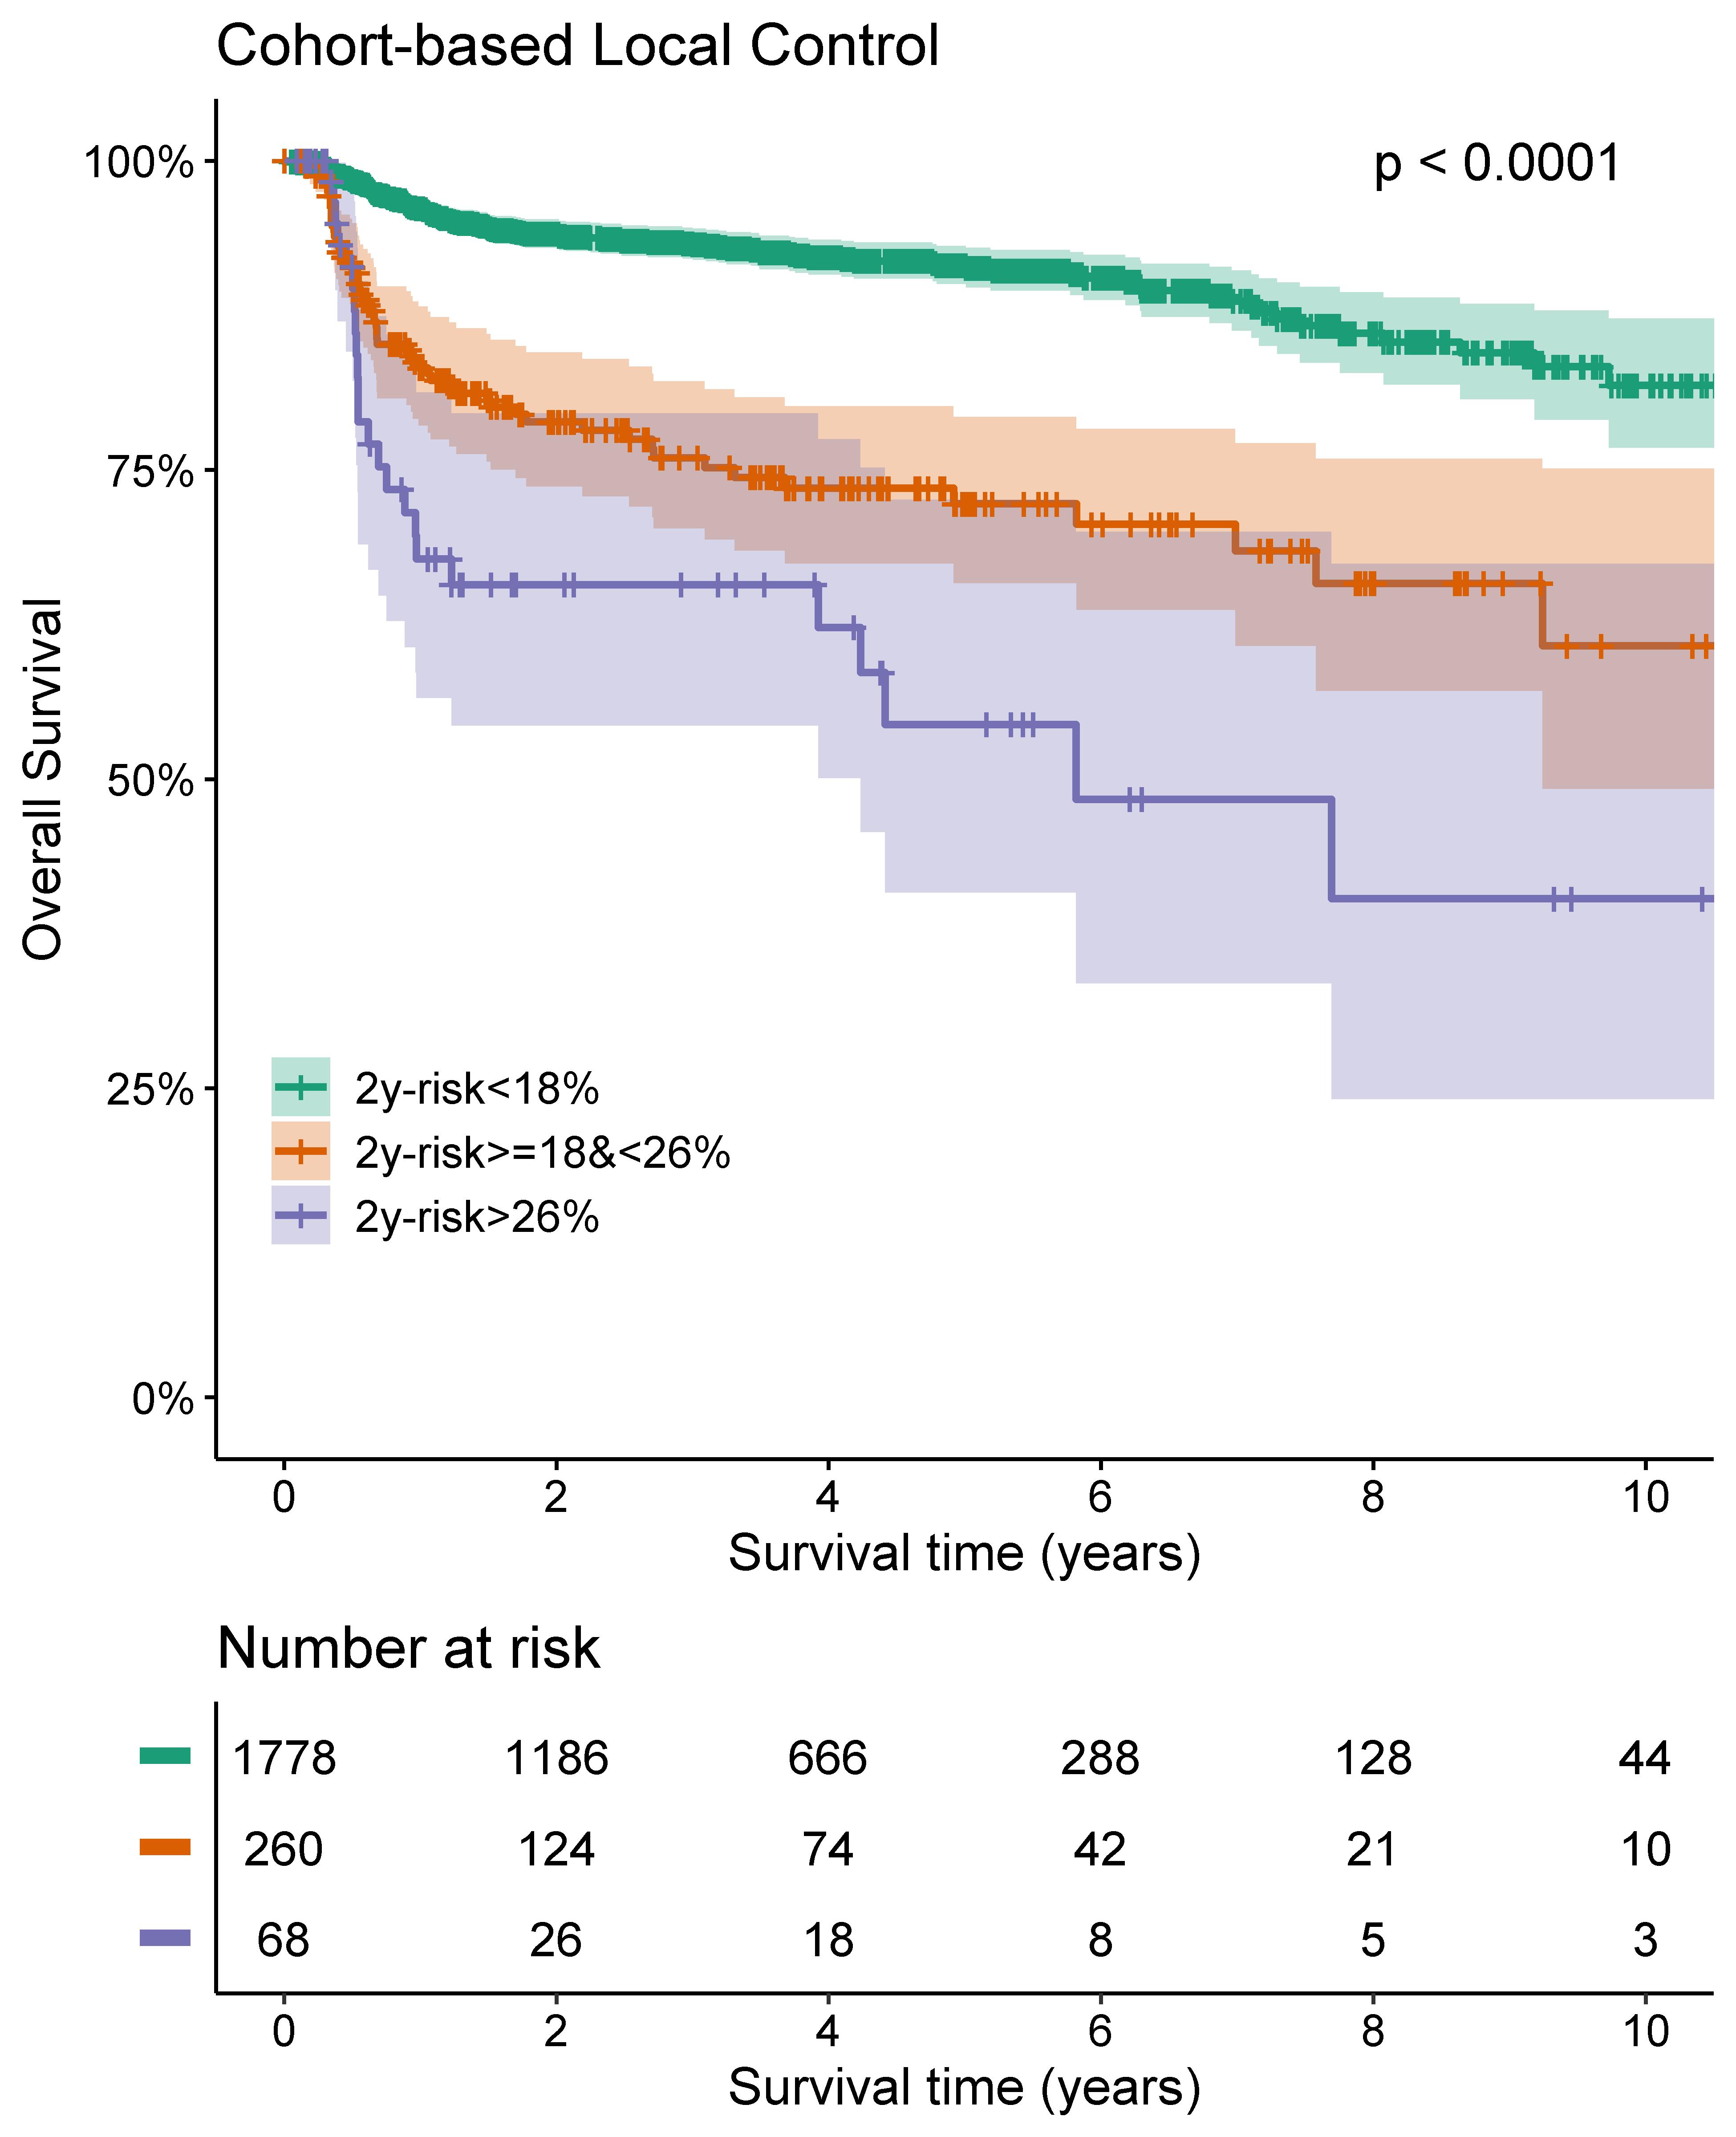 Cohort-based Local Control
p < 0.0001
100%
75%
50%
25%
0%
Overall Survival
2y-risk<18%
2y-risk>=18&<26%
2y-risk>26%
0 2 4 6 8 10
Survival time (years)
Number at risk
1778 1186 666 288 128 44
260 124 74 42 21 10
68 26 18 8 5 3
0 2 4 6 8 10
Survival time (years)